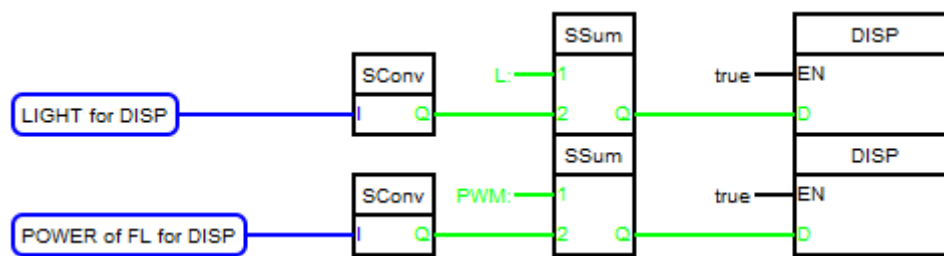 SSum DISP
SConv L: 1 true EN
LIGHT for DISP I Q 2 Q D
SSum DISP
SConv PWM: 1 true EN
POWER of FL for DISP I Q 2 Q D